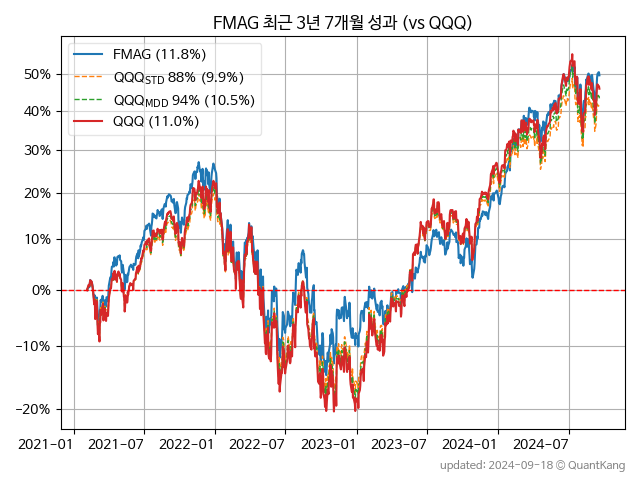 FMAG 최근 3년 7개월 성과 (vs QQQ)
FMAG (11.8%)
QQQSTD 88% (9.9%)
QQQMDD 94% (10.5%)
QQQ (11.0%)
50%
40%
30%
20%
10%
0%
−10%
−20%
2021-01 2021-07 2022-01 2022-07 2023-01 2023-07 2024-01 2024-07
updated: 2024-09-18 © QuantKang